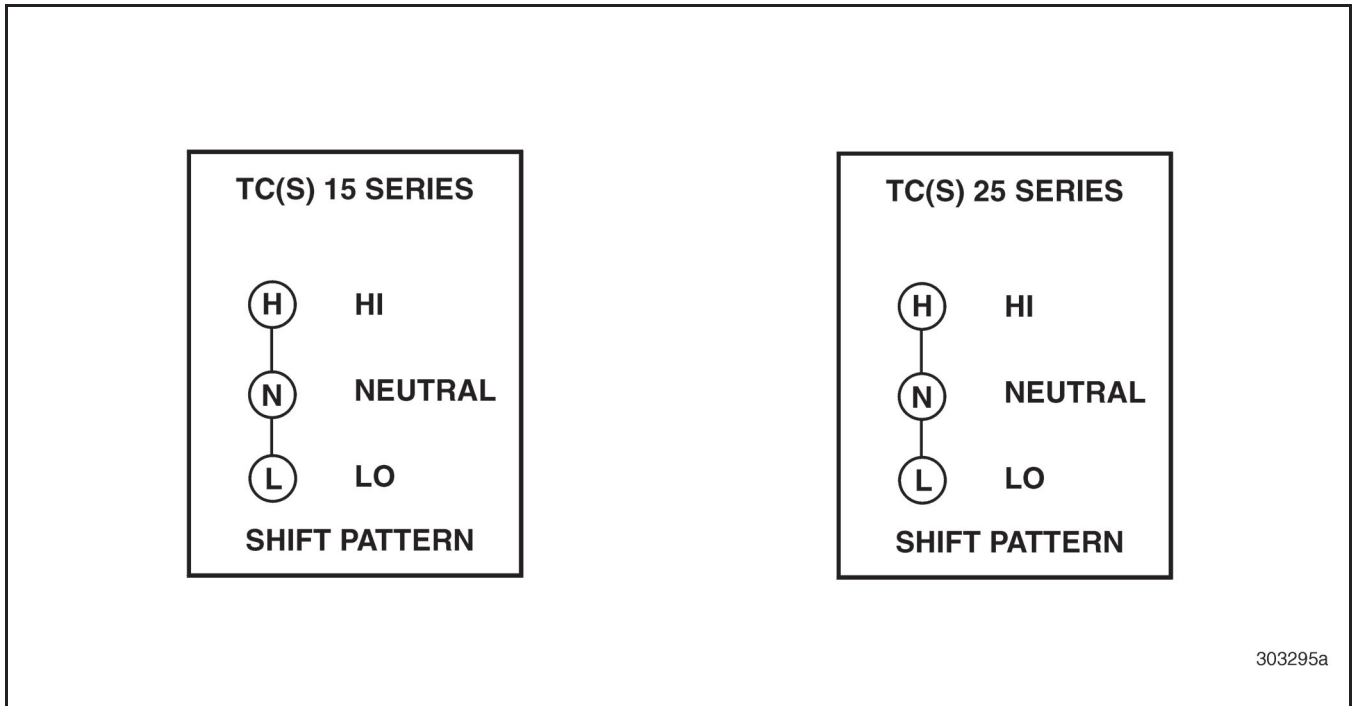 TC(S) 15 SERIES
H HI
N NEUTRAL
L LO
SHIFT PATTERN
TC(S) 25 SERIES
H HI
N NEUTRAL
L LO
SHIFT PATTERN
303295a